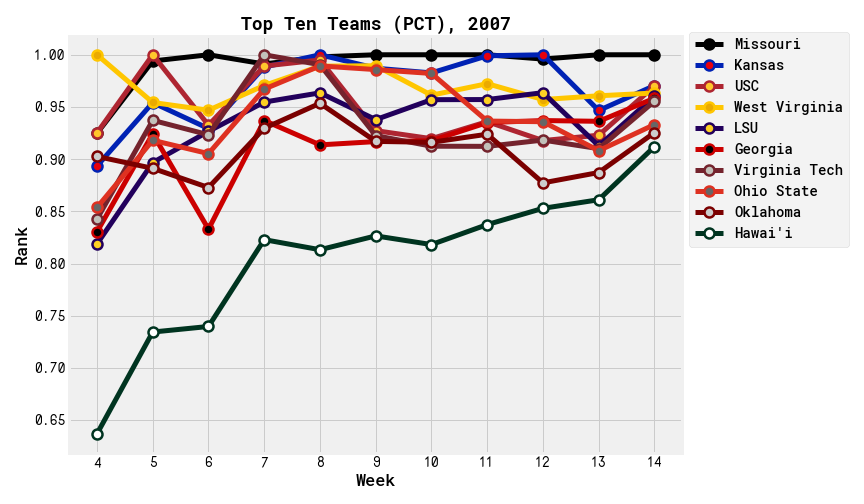 Top Ten Teams (PCT), 2007
1.00
0.95
0.90
0.85
0.80
0.75
0.70
0.65
Rank
4 5 6 7 8 9 10 11 12 13 14
Week
Missouri
Kansas
USC
West Virginia
LSU
Georgia
Virginia Tech
Ohio State
Oklahoma
Hawai'i